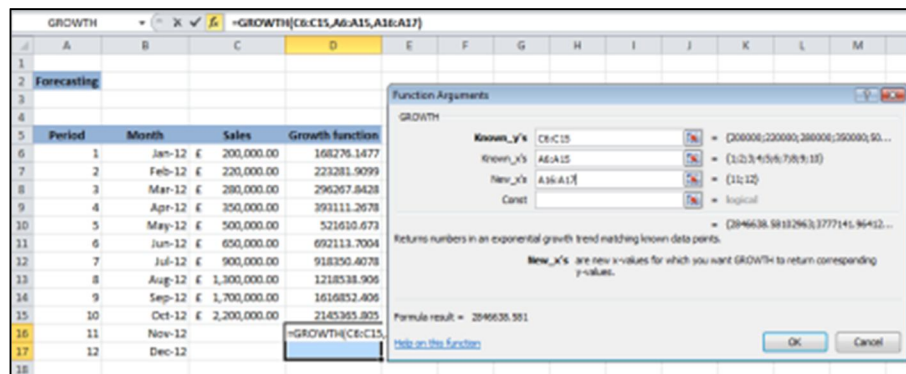 GROWTH =GROWTH(C6:C15,A6:A15,A16:A17)
A B C D E F G H I J K L M
1
2 Forecasting
3
4
5 Period Month Sales Growth function
6 1 Jan-12 £ 200,000.00 168276.1477
7 2 Feb-12 £ 220,000.00 223281.9099
8 3 Mar-12 £ 280,000.00 296267.8428
9 4 Apr-12 £ 350,000.00 393111.2678
10 5 May-12 £ 500,000.00 521610.673
11 6 Jun-12 £ 650,000.00 692113.7004
12 7 Jul-12 £ 900,000.00 918350.4078
13 8 Aug-12 £ 1,300,000.00 1218538.906
14 9 Sep-12 £ 1,700,000.00 1616852.406
15 10 Oct-12 £ 2,200,000.00 2145365.805
16 11 Nov-12 =GROWTH(C6:C15,
17 12 Dec-12
18
Function Arguments
GROWTH
Known_y's C6:C15 = {200000;220000;280000;350000;50...
Known_x's A6:A15 = {1;2;3;4;5;6;7;8;9;10}
New_x's A16:A17 = {11;12}
Const = logical
= {2846638.58102963;3777141.96412...
Returns numbers in an exponential growth trend matching known data points.
New_x's are new x-values for which you want GROWTH to return corresponding
y-values.
Formula result = 2846638.581
Help on this function OK Cancel